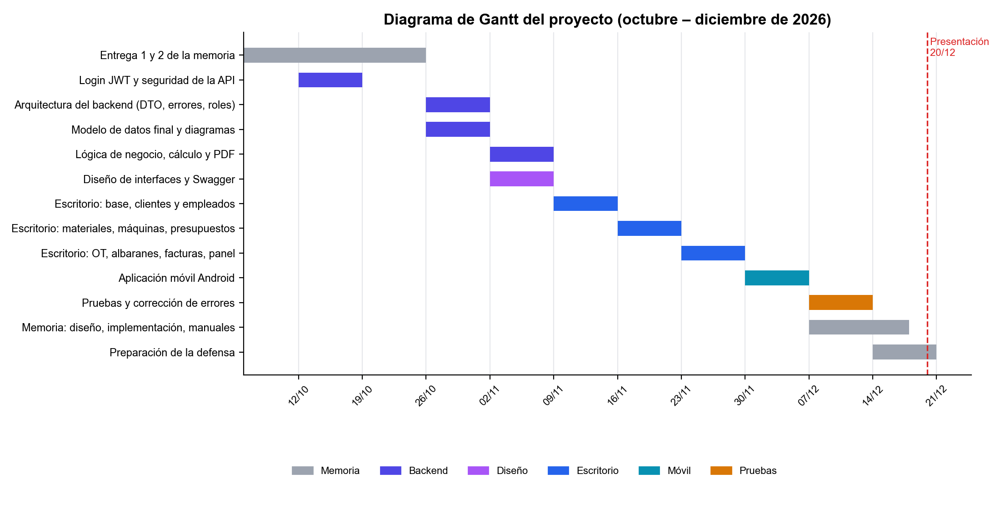 Diagrama de Gantt del proyecto (octubre – diciembre de 2026)
Presentación
20/12
Entrega 1 y 2 de la memoria
Login JWT y seguridad de la API
Arquitectura del backend (DTO, errores, roles)
Modelo de datos final y diagramas
Lógica de negocio, cálculo y PDF
Diseño de interfaces y Swagger
Escritorio: base, clientes y empleados
Escritorio: materiales, máquinas, presupuestos
Escritorio: OT, albaranes, facturas, panel
Aplicación móvil Android
Pruebas y corrección de errores
Memoria: diseño, implementación, manuales
Preparación de la defensa
12/10 19/10 26/10 02/11 09/11 16/11 23/11 30/11 07/12 14/12 21/12
Memoria Backend Diseño Escritorio Móvil Pruebas